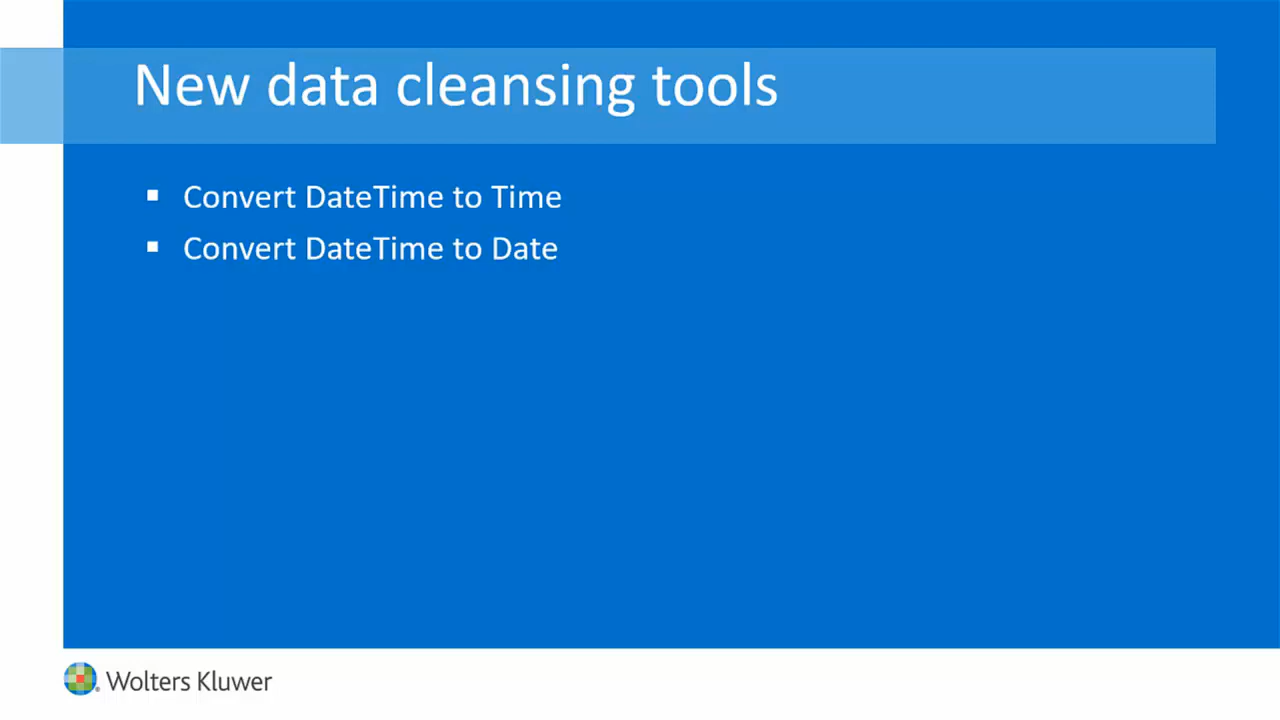 New data cleansing tools
▪ Convert DateTime to Time
▪ Convert DateTime to Date
Wolters Kluwer